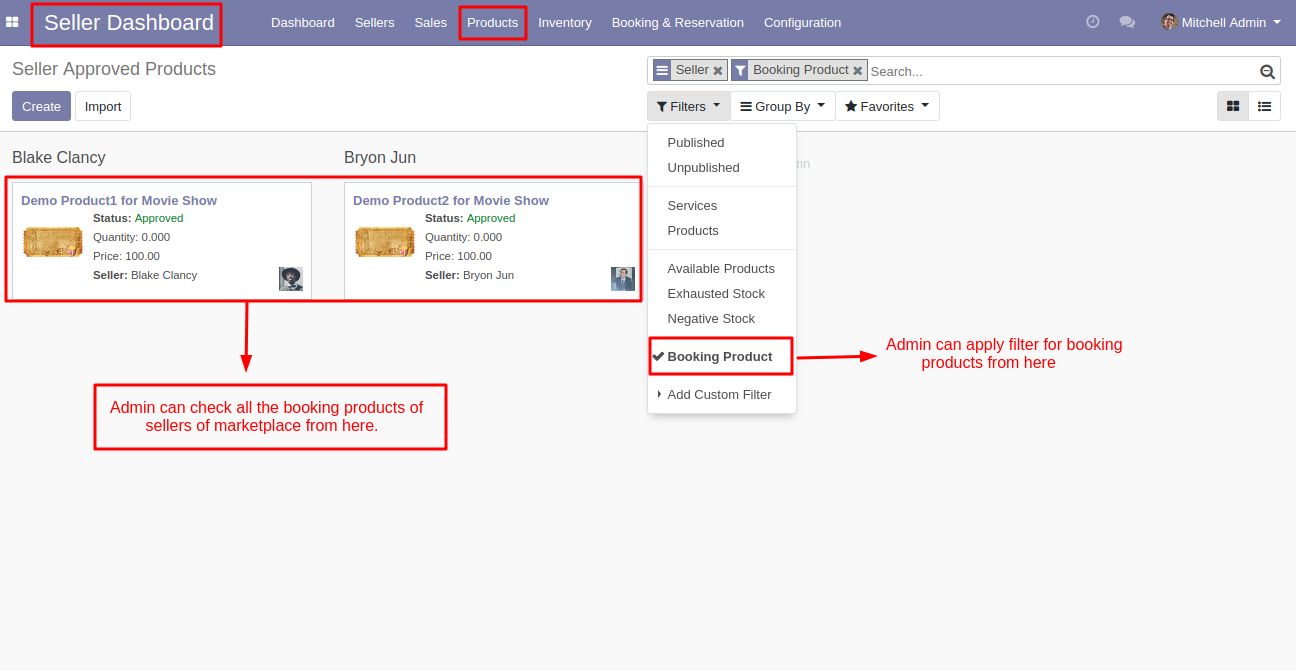 Seller Dashboard
Dashboard Sellers Sales Products Inventory Booking & Reservation Configuration Mitchell Admin
Seller Approved Products
Seller Booking Product Search...
Create Import
Filters Group By Favorites
Blake Clancy
Demo Product1 for Movie Show
Status: Approved
Quantity: 0.000
Price: 100.00
Seller: Blake Clancy
Bryon Jun
Demo Product2 for Movie Show
Status: Approved
Quantity: 0.000
Price: 100.00
Seller: Bryon Jun
Published
Unpublished
Services
Products
Available Products
Exhausted Stock
Negative Stock
Booking Product
Add Custom Filter
Admin can apply filter for booking
products from here
Admin can check all the booking products of
sellers of marketplace from here.